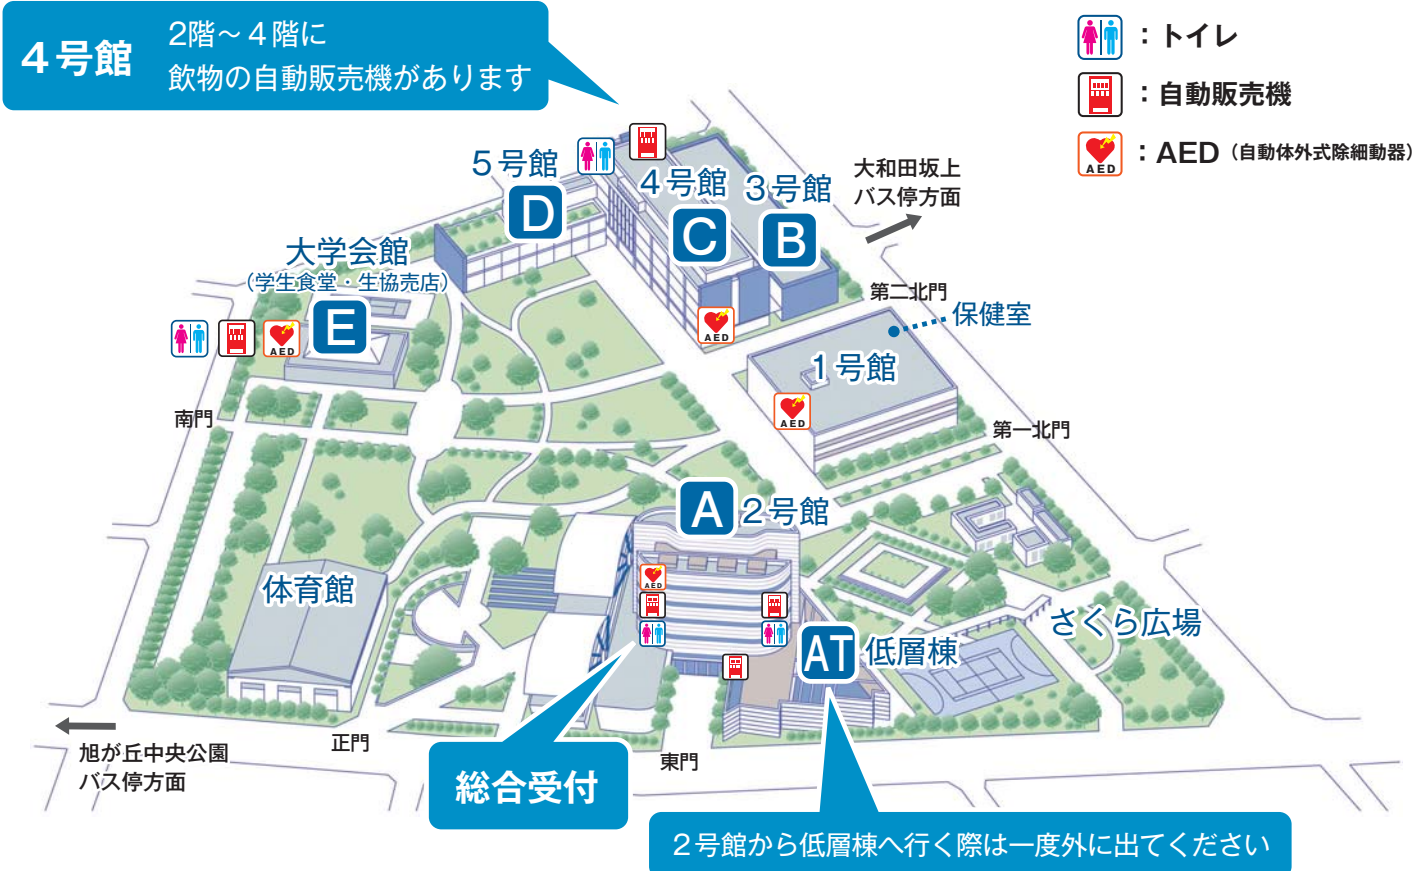 4号館
2階～4階に
飲物の自動販売機があります
：トイレ
：自動販売機
AED
：AED（自動体外式除細動器）
5号館
D
4号館
C
3号館
B
大和田坂上
バス停方面
大学会館
（学生食堂・生協売店）
E
AED
AED
第二北門
保健室
1号館
AED
南門
第一北門
A
2号館
体育館
AED
さくら広場
AT
低層棟
旭が丘中央公園
バス停方面
正門
東門
総合受付
2号館から低層棟へ行く際は一度外に出てください